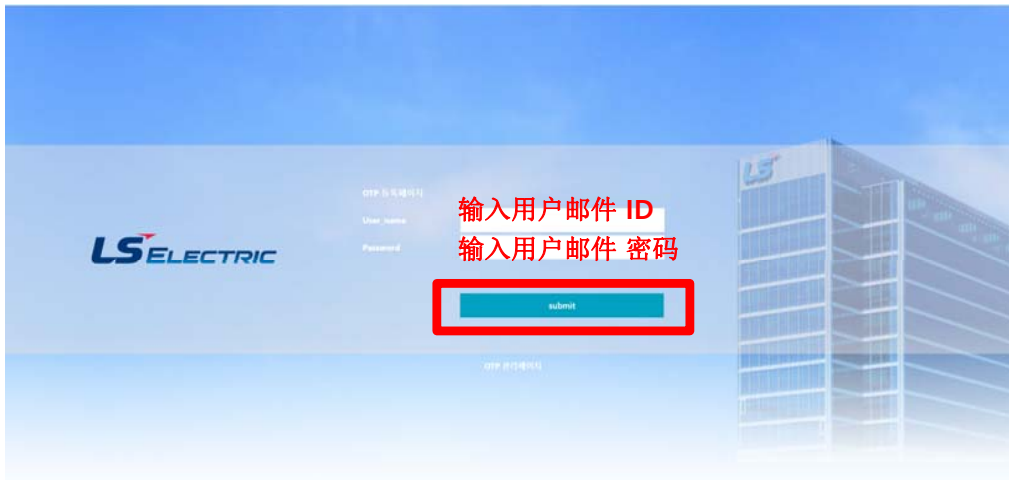 LS
OTP 등록페이지
User_name 输入用户邮件 ID
Password 输入用户邮件 密码
LS ELECTRIC
submit
OTP 관리페이지